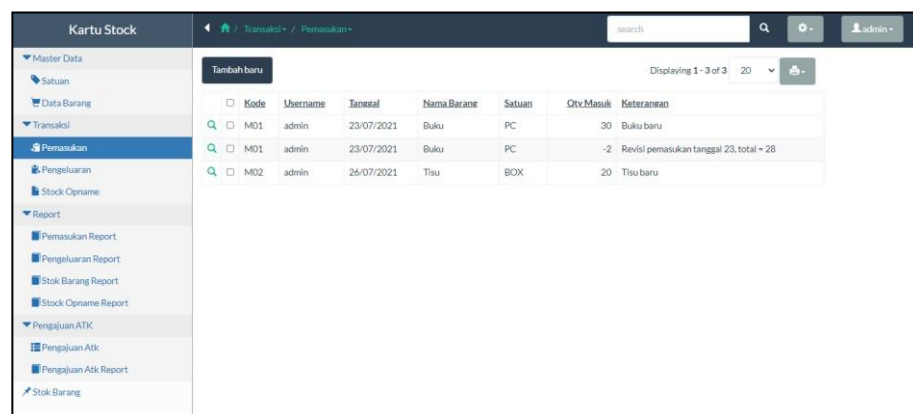 Kartu Stock
/ Transaksi / Pemasukan
search
admin
Master Data
Satuan
Data Barang
Transaksi
Pemasukan
Pengeluaran
Stock Opname
Report
Pemasukan Report
Pengeluaran Report
Stok Barang Report
Stock Opname Report
Pengajuan ATK
Pengajuan Atk
Pengajuan Atk Report
Stok Barang
Tambah baru
Displaying 1 - 3 of 3 20
Kode Username Tanggal Nama Barang Satuan Qty Masuk Keterangan
M01 admin 23/07/2021 Buku PC 30 Buku baru
M01 admin 23/07/2021 Buku PC -2 Revisi pemasukan tanggal 23, total = 28
M02 admin 26/07/2021 Tisu BOX 20 Tisu baru